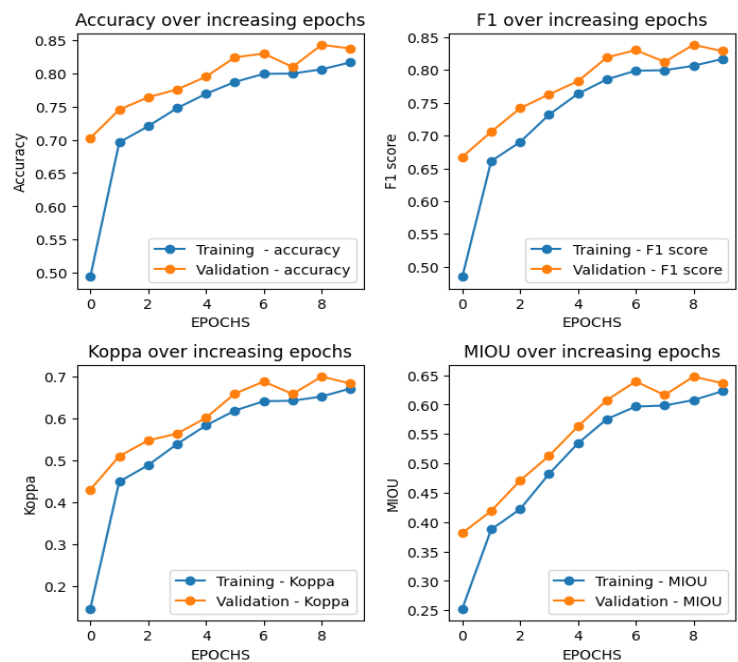 Accuracy over increasing epochs
0.85
0.80
0.75
0.70
0.65
0.60
0.55
0.50
Accuracy
Training  - accuracy
Validation - accuracy
0 2 4 6 8
EPOCHS
F1 over increasing epochs
0.85
0.80
0.75
0.70
0.65
0.60
0.55
0.50
F1 score
Training - F1 score
Validation - F1 score
0 2 4 6 8
EPOCHS
Koppa over increasing epochs
0.7
0.6
0.5
0.4
0.3
0.2
Koppa
Training - Koppa
Validation - Koppa
0 2 4 6 8
EPOCHS
MIOU over increasing epochs
0.65
0.60
0.55
0.50
0.45
0.40
0.35
0.30
0.25
MIOU
Training - MIOU
Validation - MIOU
0 2 4 6 8
EPOCHS